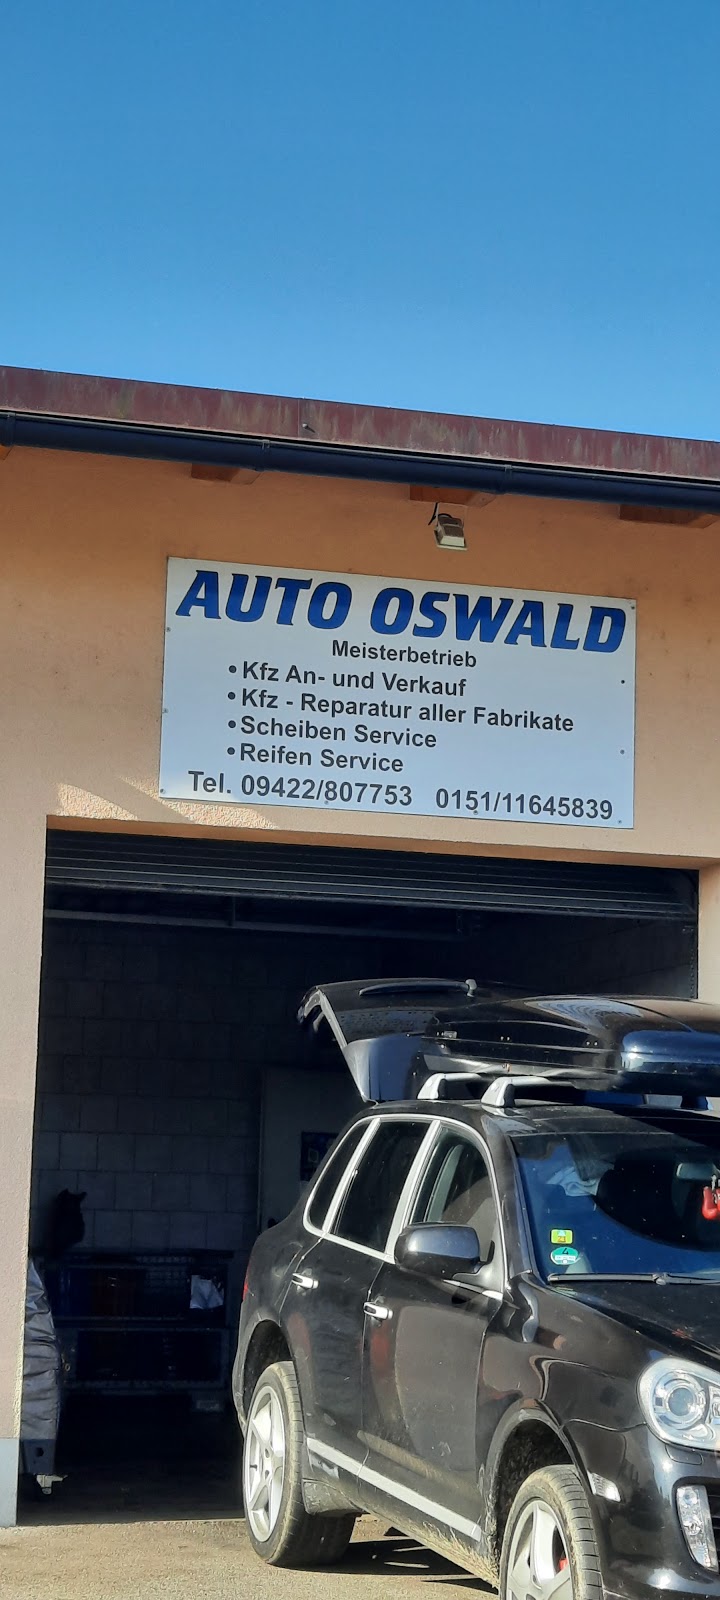 AUTO OSWALD
Meisterbetrieb
•Kfz An- und Verkauf
•Kfz - Reparatur aller Fabrikate
•Scheiben Service
•Reifen Service
Tel. 09422/807753 0151/11645839
4